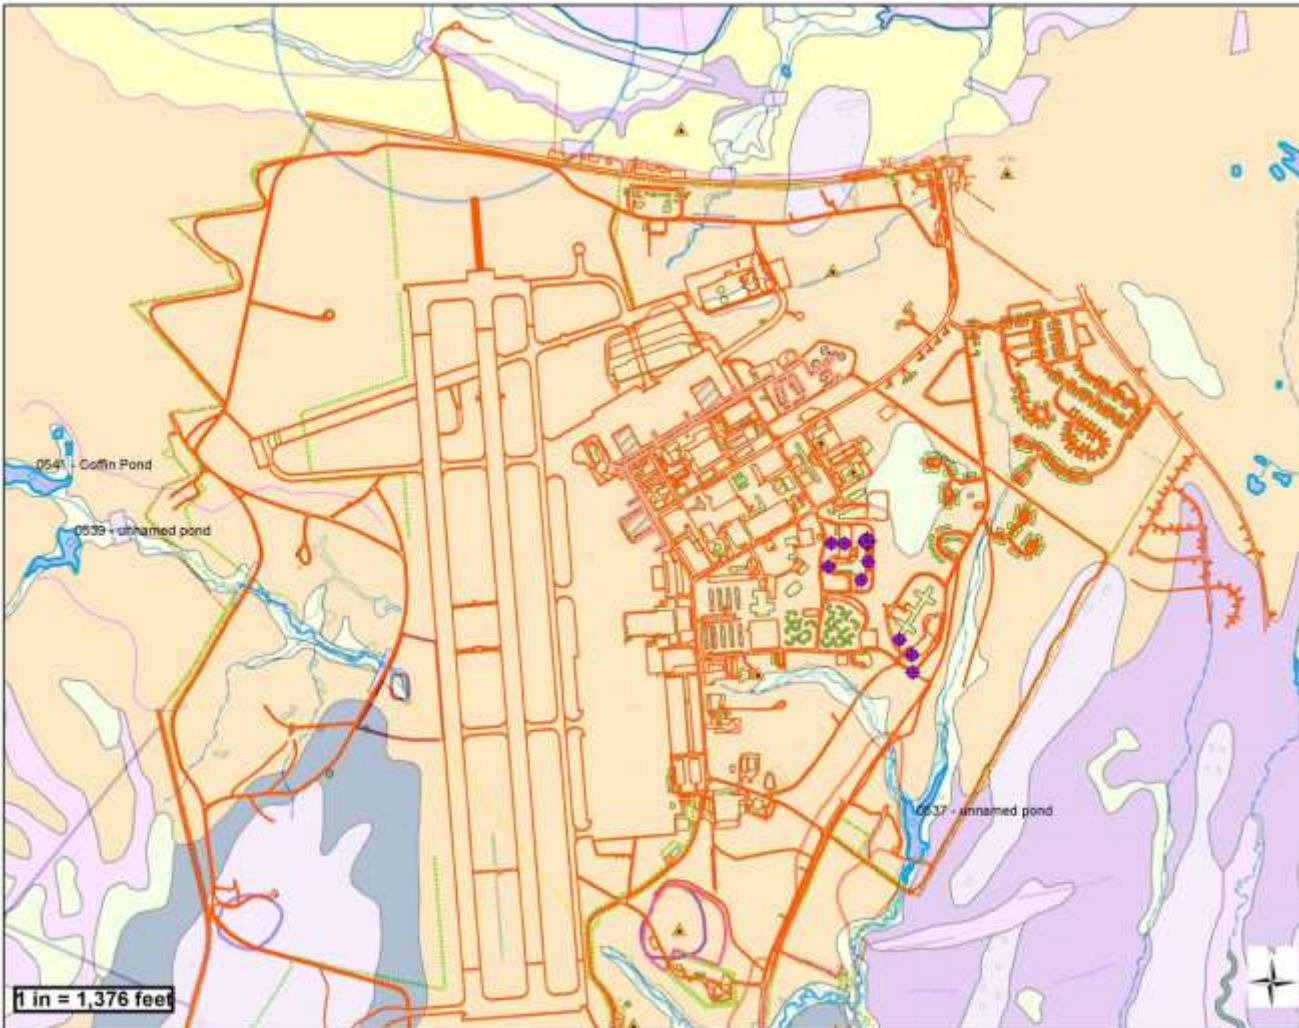 0541 - Coffin Pond
0539 - unnamed pond
0537 - unnamed pond
1 in = 1,376 feet